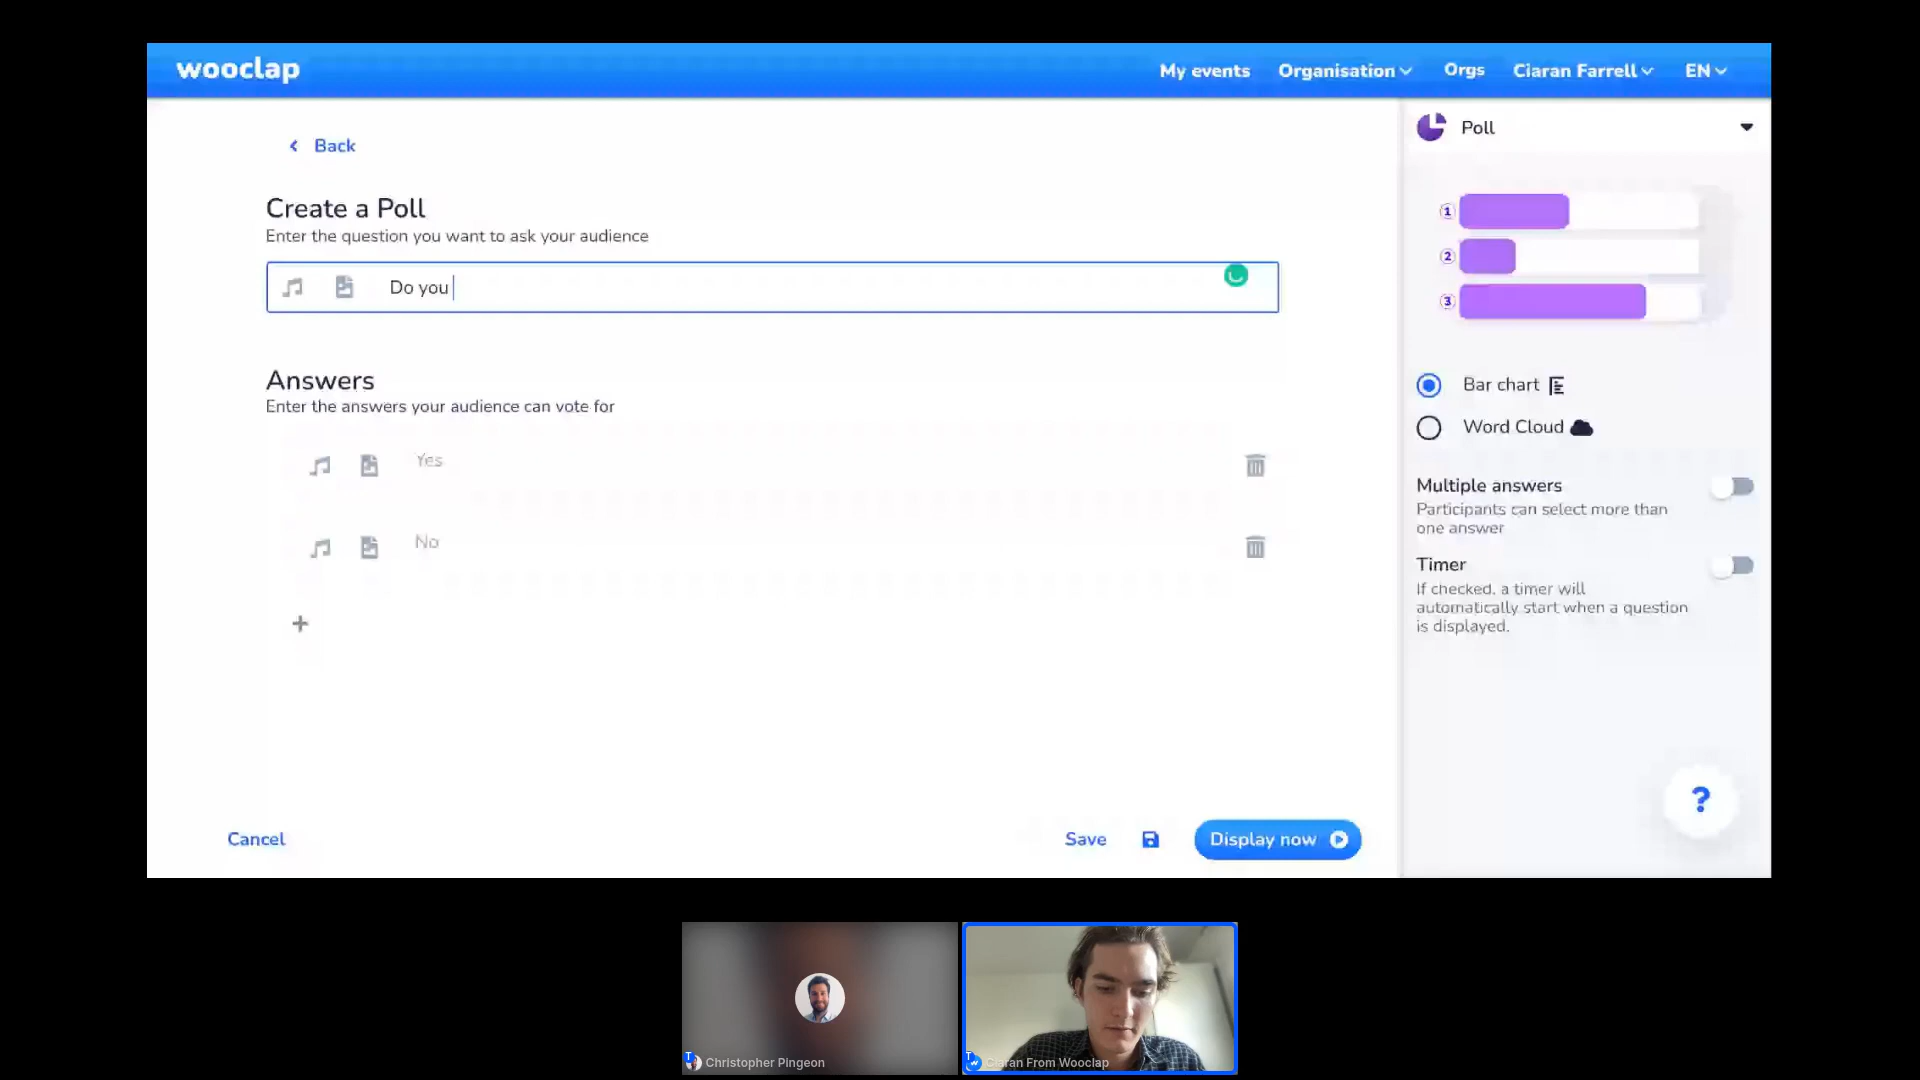 wooclap
My events Organisation Orgs Ciaran Farrell EN
Back
Create a Poll
Enter the question you want to ask your audience
Do you
Answers
Enter the answers your audience can vote for
Yes
No
+
Cancel
Save
Display now
Poll
1
2
3
Bar chart
Word Cloud
Multiple answers
Participants can select more than
one answer
Timer
If checked, a timer will
automatically start when a question
is displayed.
?
T Christopher Pingeon
T Ciaran From Wooclap